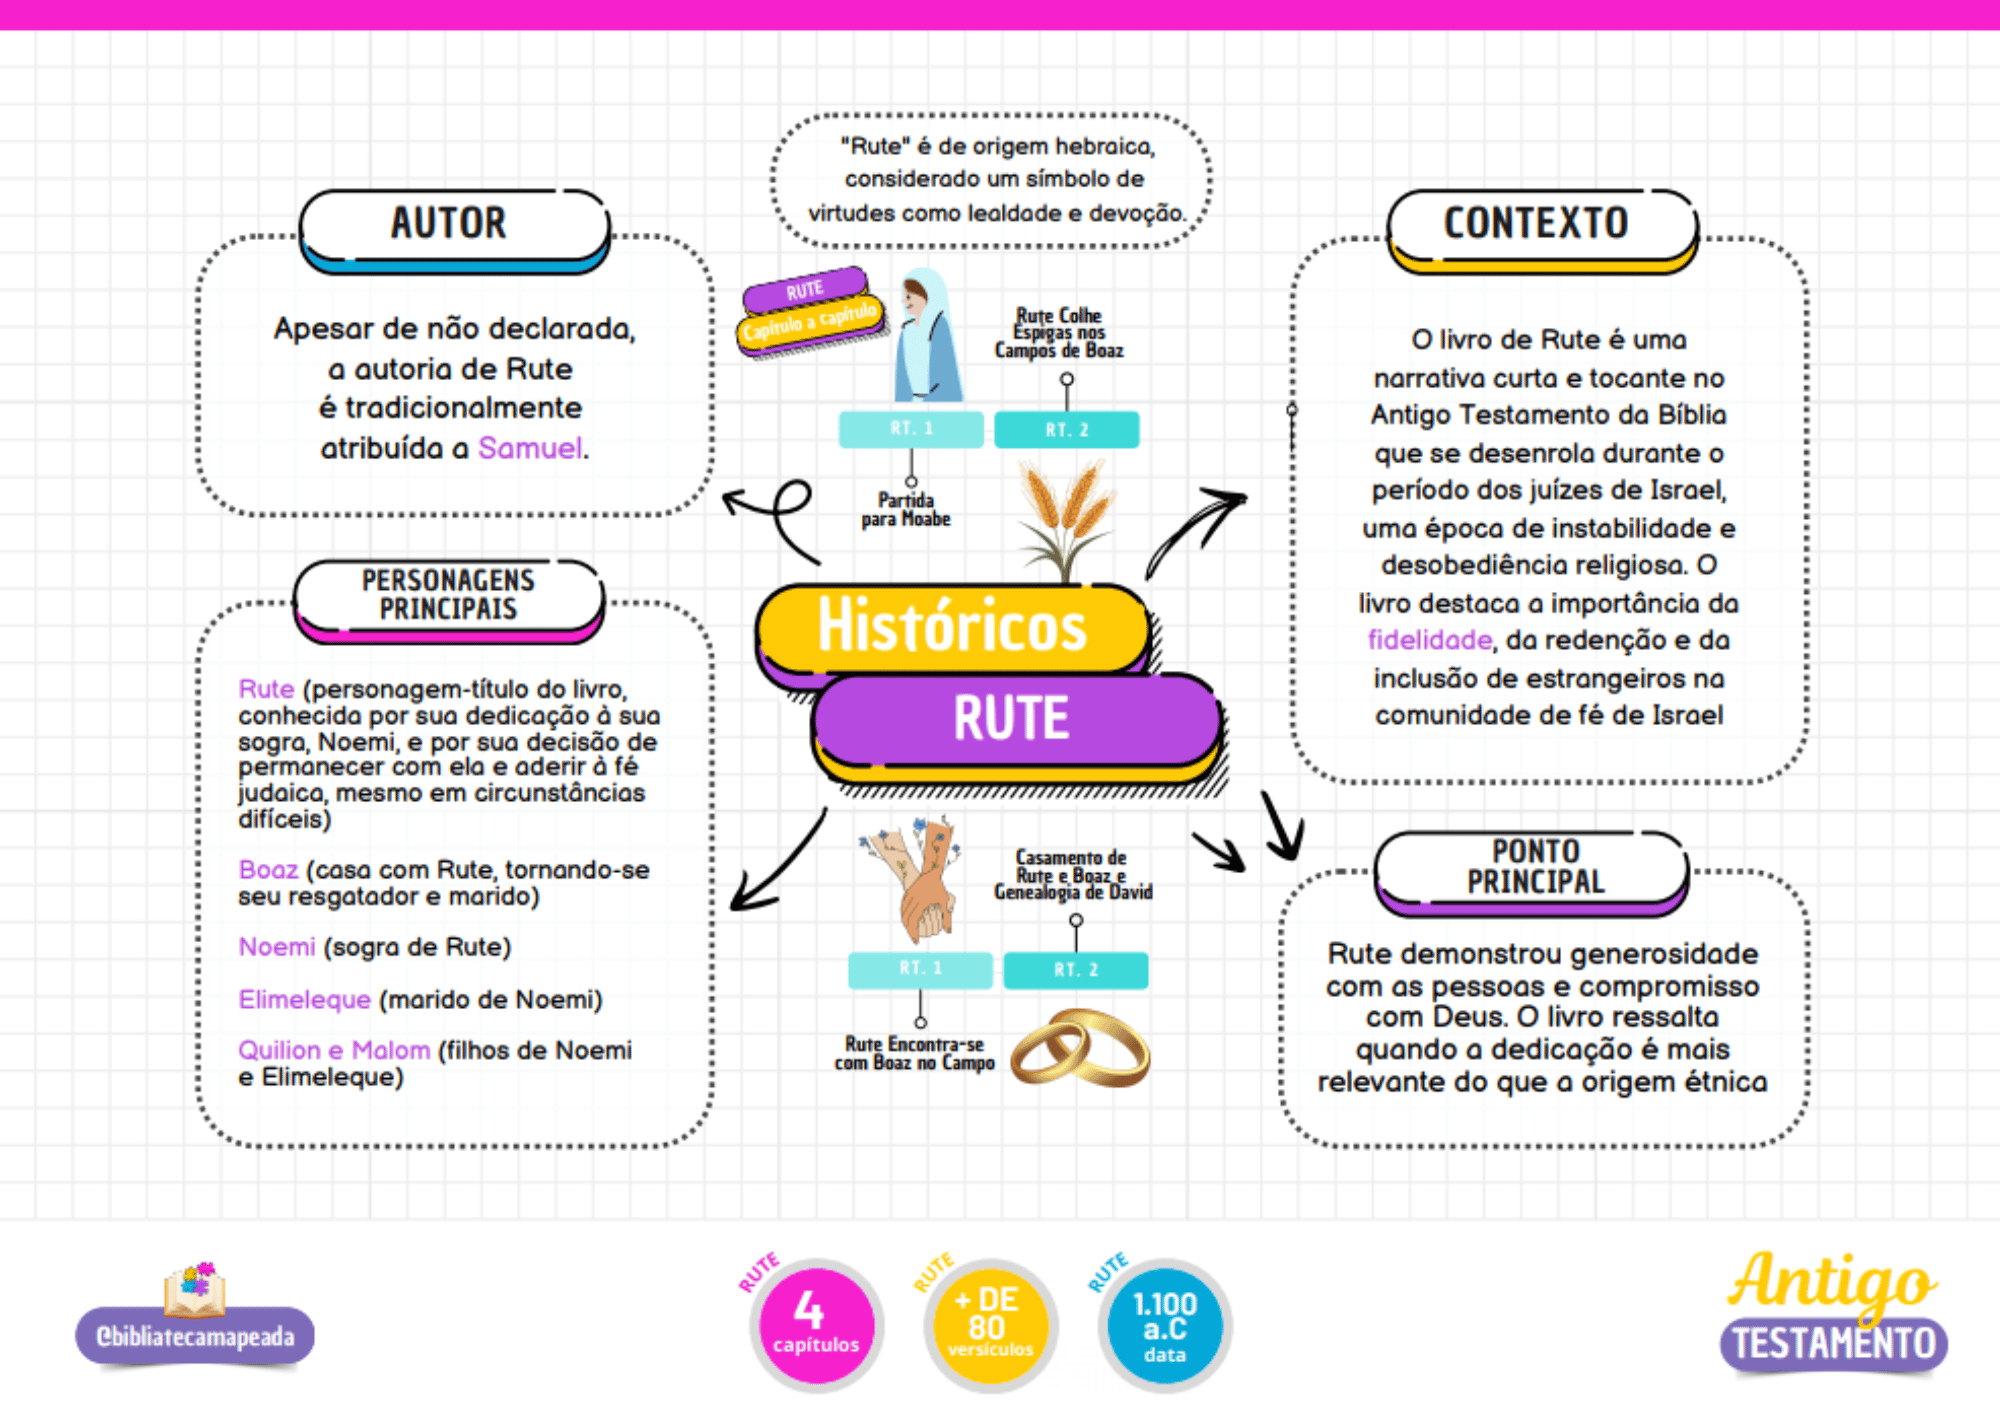 "Rute" é de origem hebraica,
considerado um símbolo de
virtudes como lealdade e devoção.
AUTOR
Apesar de não declarada,
a autoria de Rute
é tradicionalmente
atribuída a Samuel.
PERSONAGENS
PRINCIPAIS
Rute (personagem-título do livro,
conhecida por sua dedicação à sua
sogra, Noemi, e por sua decisão de
permanecer com ela e aderir à fé
judaica, mesmo em circunstâncias
difíceis)
Boaz (casa com Rute, tornando-se
seu resgatador e marido)
Noemi (sogra de Rute)
Elimeleque (marido de Noemi)
Quilion e Malom (filhos de Noemi
e Elimeleque)
RUTE
Capítulo a capítulo
Rute Colhe
Espigas nos
Campos de Boaz
RT. 1
RT. 2
Partida
para Moabe
Históricos
RUTE
Casamento de
Rute e Boaz e
Genealogia de David
RT. 1
RT. 2
Rute Encontra-se
com Boaz no Campo
CONTEXTO
O livro de Rute é uma
narrativa curta e tocante no
Antigo Testamento da Bíblia
que se desenrola durante o
período dos juízes de Israel,
uma época de instabilidade e
desobediência religiosa. O
livro destaca a importância da
fidelidade, da redenção e da
inclusão de estrangeiros na
comunidade de fé de Israel
PONTO
PRINCIPAL
Rute demonstrou generosidade
com as pessoas e compromisso
com Deus. O livro ressalta
quando a dedicação é mais
relevante do que a origem étnica
@bibliatecamapeada
RUTE
4
capítulos
RUTE
+ DE
80
versículos
RUTE
1.100
a.C
data
Antigo
TESTAMENTO